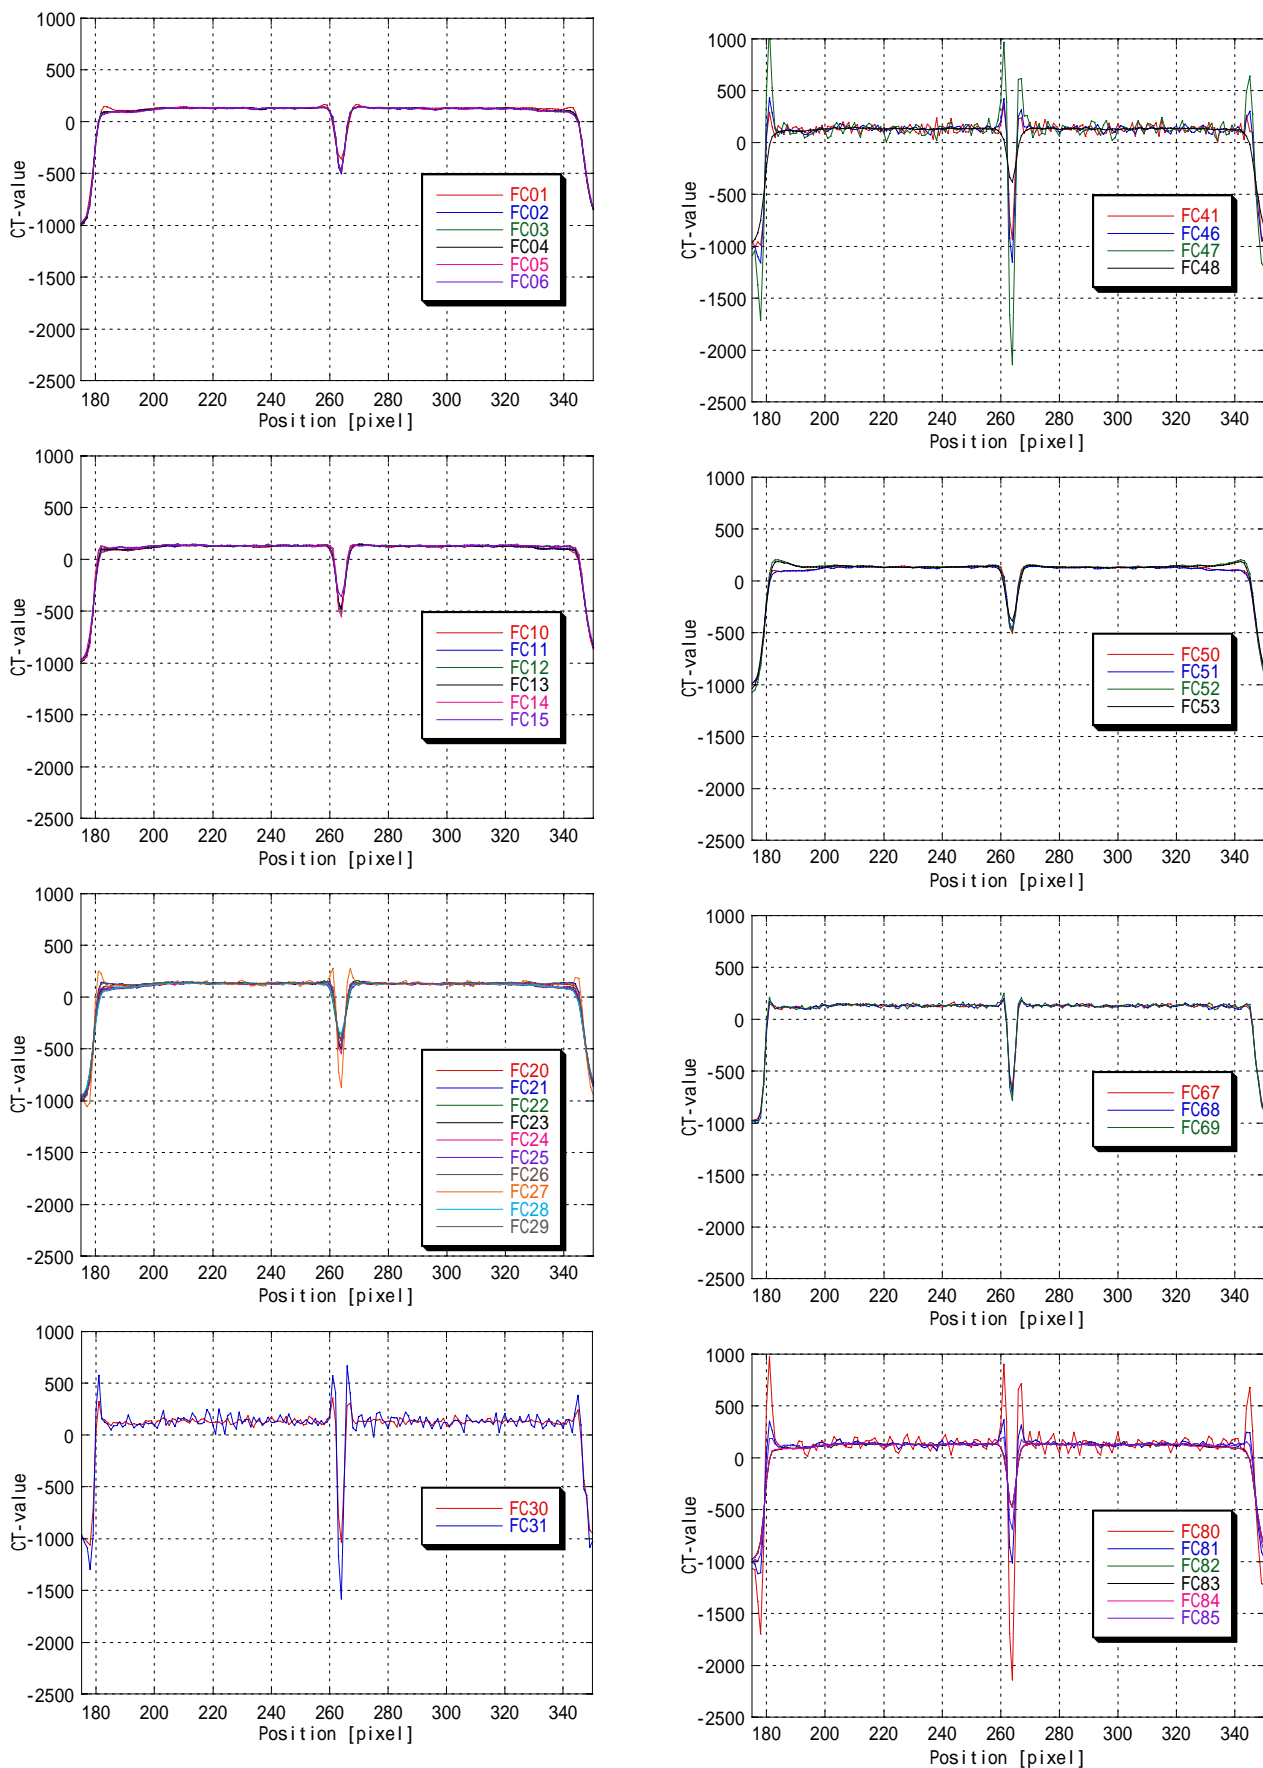 1000
500
0
-500
-1000
-1500
-2000
-2500
CT-value
FC01
FC02
FC03
FC04
FC05
FC06
180 200 220 240 260 280 300 320 340
Position [pixel]
1000
500
0
-500
-1000
-1500
-2000
-2500
CT-value
FC10
FC11
FC12
FC13
FC14
FC15
180 200 220 240 260 280 300 320 340
Position [pixel]
1000
500
0
-500
-1000
-1500
-2000
-2500
CT-value
FC20
FC21
FC22
FC23
FC24
FC25
FC26
FC27
FC28
FC29
180 200 220 240 260 280 300 320 340
Position [pixel]
1000
500
0
-500
-1000
-1500
-2000
-2500
CT-value
FC30
FC31
180 200 220 240 260 280 300 320 340
Position [pixel]
1000
500
0
-500
-1000
-1500
-2000
-2500
CT-value
FC41
FC46
FC47
FC48
180 200 220 240 260 280 300 320 340
Position [pixel]
1000
500
0
-500
-1000
-1500
-2000
-2500
CT-value
FC50
FC51
FC52
FC53
180 200 220 240 260 280 300 320 340
Position [pixel]
1000
500
0
-500
-1000
-1500
-2000
-2500
CT-value
FC67
FC68
FC69
180 200 220 240 260 280 300 320 340
Position [pixel]
1000
500
0
-500
-1000
-1500
-2000
-2500
CT-value
FC80
FC81
FC82
FC83
FC84
FC85
180 200 220 240 260 280 300 320 340
Position [pixel]